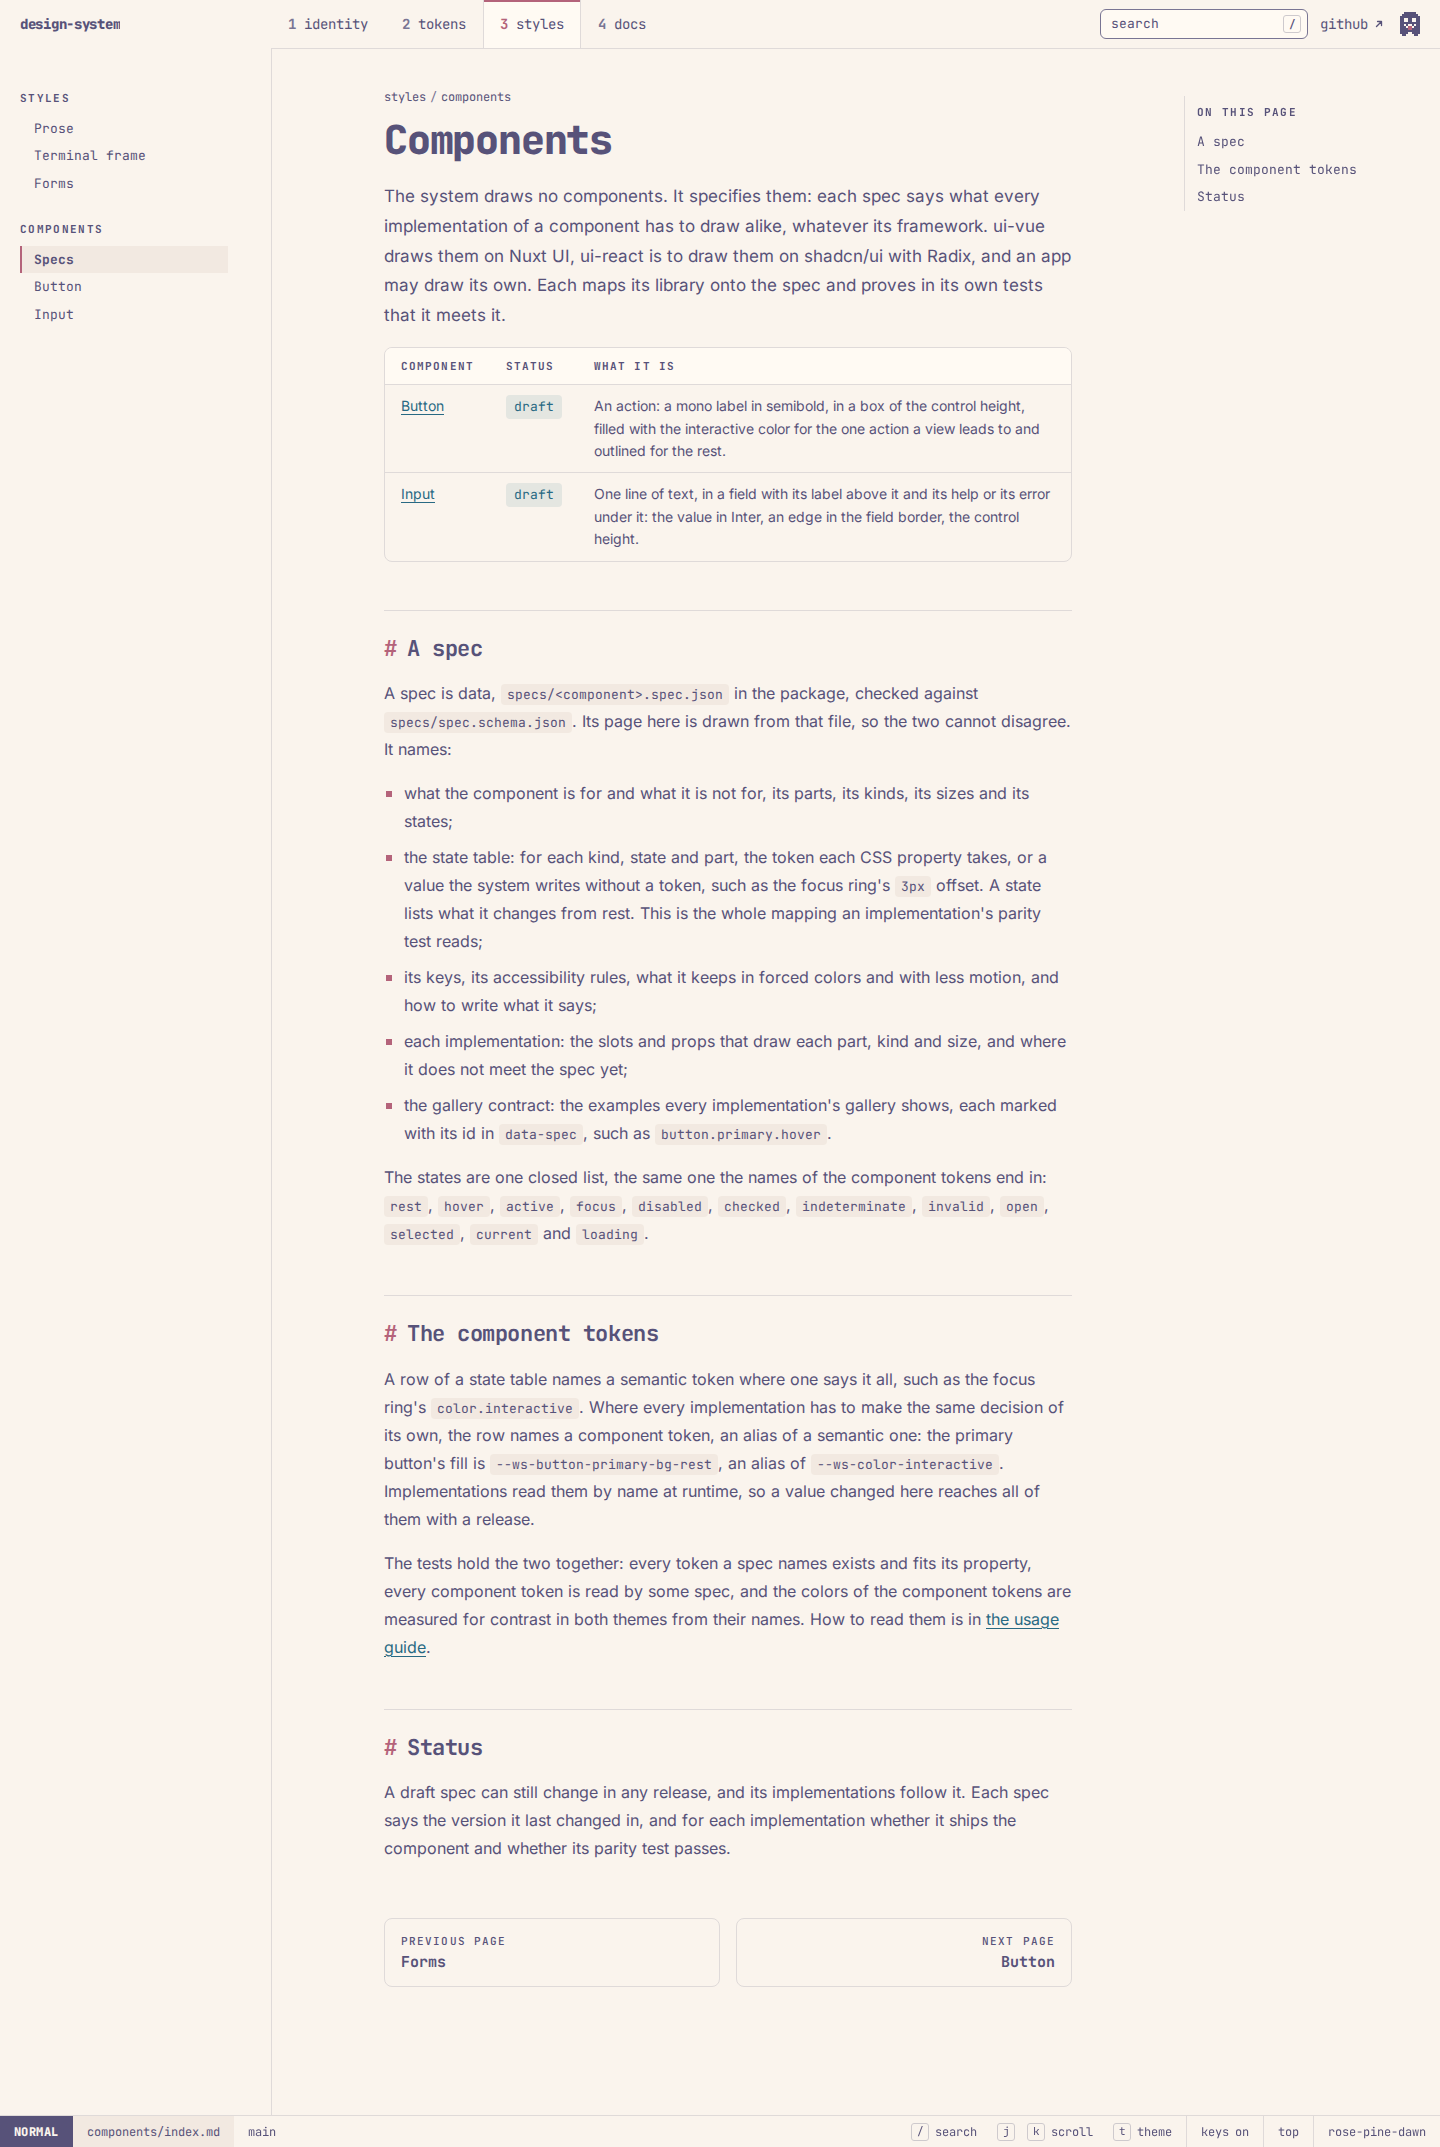 design-system
1 identity
2 tokens
3 styles
4 docs
search /
github ↗
STYLES
Prose
Terminal frame
Forms
COMPONENTS
Specs
Button
Input
styles / components
Components
The system draws no components. It specifies them: each spec says what every
implementation of a component has to draw alike, whatever its framework. ui-vue
draws them on Nuxt UI, ui-react is to draw them on shadcn/ui with Radix, and an app
may draw its own. Each maps its library onto the spec and proves in its own tests
that it meets it.
COMPONENT STATUS WHAT IT IS
Button draft An action: a mono label in semibold, in a box of the control height,
filled with the interactive color for the one action a view leads to and
outlined for the rest.
Input draft One line of text, in a field with its label above it and its help or its error
under it: the value in Inter, an edge in the field border, the control
height.
# A spec
A spec is data, specs/<component>.spec.json in the package, checked against
specs/spec.schema.json. Its page here is drawn from that file, so the two cannot disagree.
It names:
what the component is for and what it is not for, its parts, its kinds, its sizes and its
states;
the state table: for each kind, state and part, the token each CSS property takes, or a
value the system writes without a token, such as the focus ring's 3px offset. A state
lists what it changes from rest. This is the whole mapping an implementation's parity
test reads;
its keys, its accessibility rules, what it keeps in forced colors and with less motion, and
how to write what it says;
each implementation: the slots and props that draw each part, kind and size, and where
it does not meet the spec yet;
the gallery contract: the examples every implementation's gallery shows, each marked
with its id in data-spec, such as button.primary.hover.
The states are one closed list, the same one the names of the component tokens end in:
rest, hover, active, focus, disabled, checked, indeterminate, invalid, open,
selected, current and loading.
# The component tokens
A row of a state table names a semantic token where one says it all, such as the focus
ring's color.interactive. Where every implementation has to make the same decision of
its own, the row names a component token, an alias of a semantic one: the primary
button's fill is --ws-button-primary-bg-rest, an alias of --ws-color-interactive.
Implementations read them by name at runtime, so a value changed here reaches all of
them with a release.
The tests hold the two together: every token a spec names exists and fits its property,
every component token is read by some spec, and the colors of the component tokens are
measured for contrast in both themes from their names. How to read them is in the usage
guide.
# Status
A draft spec can still change in any release, and its implementations follow it. Each spec
says the version it last changed in, and for each implementation whether it ships the
component and whether its parity test passes.
PREVIOUS PAGE
Forms
NEXT PAGE
Button
ON THIS PAGE
A spec
The component tokens
Status
NORMAL components/index.md main
/ search j k scroll t theme keys on top rose-pine-dawn